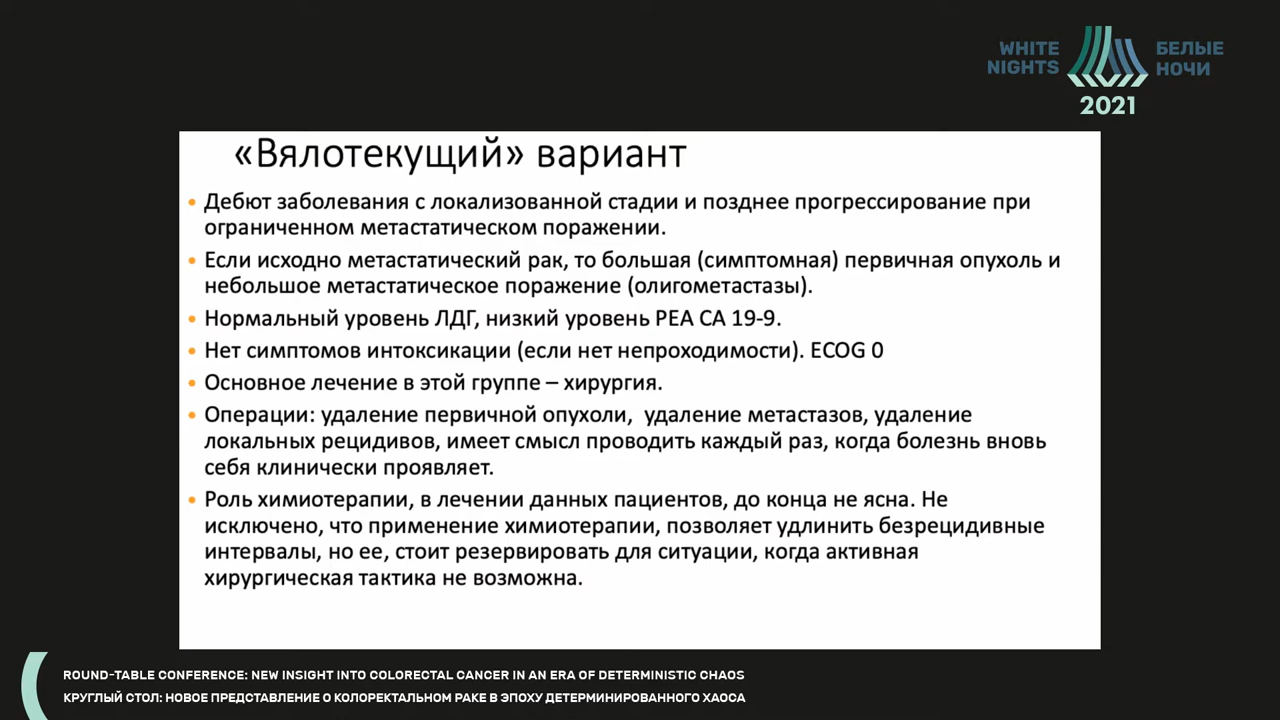 WHITE NIGHTS
БЕЛЫЕ НОЧИ
2021
«Вялотекущий» вариант
• Дебют заболевания с локализованной стадии и позднее прогрессирование при
ограниченном метастатическом поражении.
• Если исходно метастатический рак, то большая (симптомная) первичная опухоль и
небольшое метастатическое поражение (олигометастазы).
• Нормальный уровень ЛДГ, низкий уровень РЕА СА 19-9.
• Нет симптомов интоксикации (если нет непроходимости). ECOG 0
• Основное лечение в этой группе – хирургия.
• Операции: удаление первичной опухоли, удаление метастазов, удаление
локальных рецидивов, имеет смысл проводить каждый раз, когда болезнь вновь
себя клинически проявляет.
• Роль химиотерапии, в лечении данных пациентов, до конца не ясна. Не
исключено, что применение химиотерапии, позволяет удлинить безрецидивные
интервалы, но ее, стоит резервировать для ситуации, когда активная
хирургическая тактика не возможна.
ROUND-TABLE CONFERENCE: NEW INSIGHT INTO COLORECTAL CANCER IN AN ERA OF DETERMINISTIC CHAOS
КРУГЛЫЙ СТОЛ: НОВОЕ ПРЕДСТАВЛЕНИЕ О КОЛОРЕКТАЛЬНОМ РАКЕ В ЭПОХУ ДЕТЕРМИНИРОВАННОГО ХАОСА